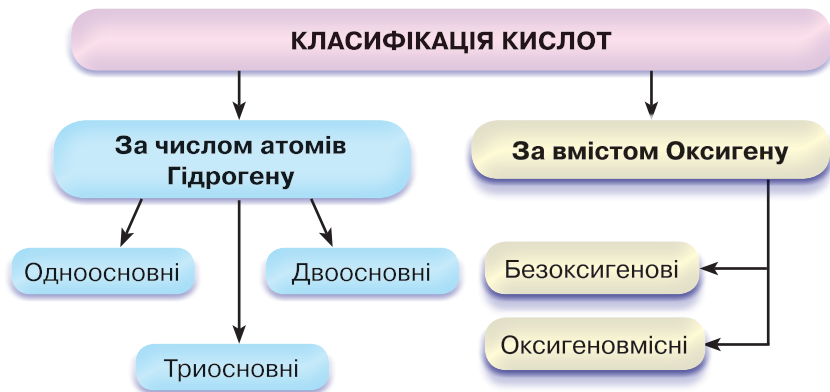 КЛАСИФІКАЦІЯ КИСЛОТ
За числом атомів
Гідрогену
За вмістом Оксигену
Одноосновні
Двоосновні
Триосновні
Безоксигенові
Оксигеновмісні